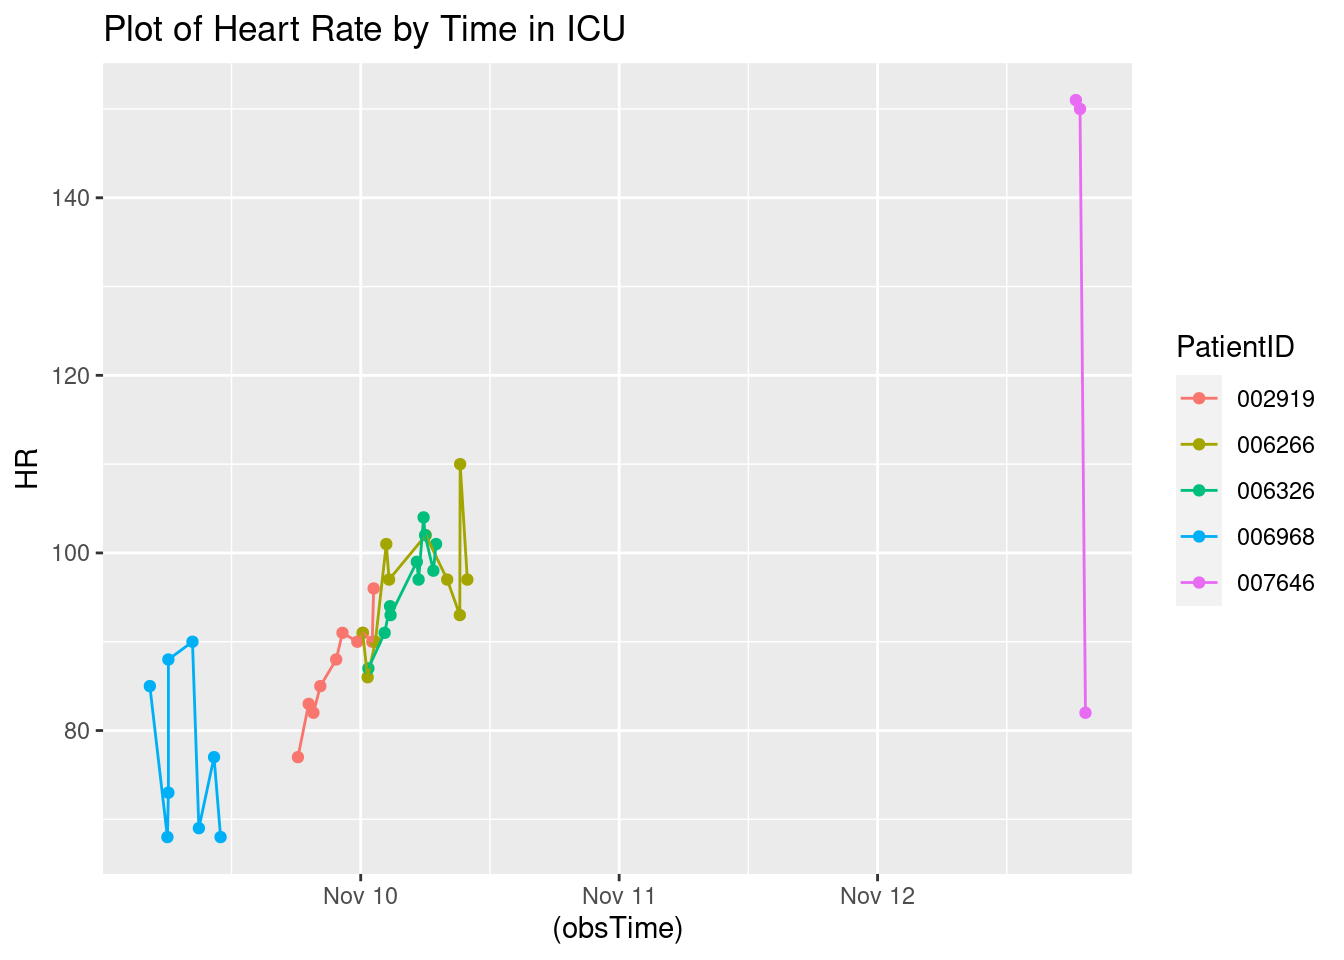 Plot of Heart Rate by Time in ICU
HR
140
120
100
80
Nov 10
Nov 11
Nov 12
(obsTime)
PatientID
002919
006266
006326
006968
007646